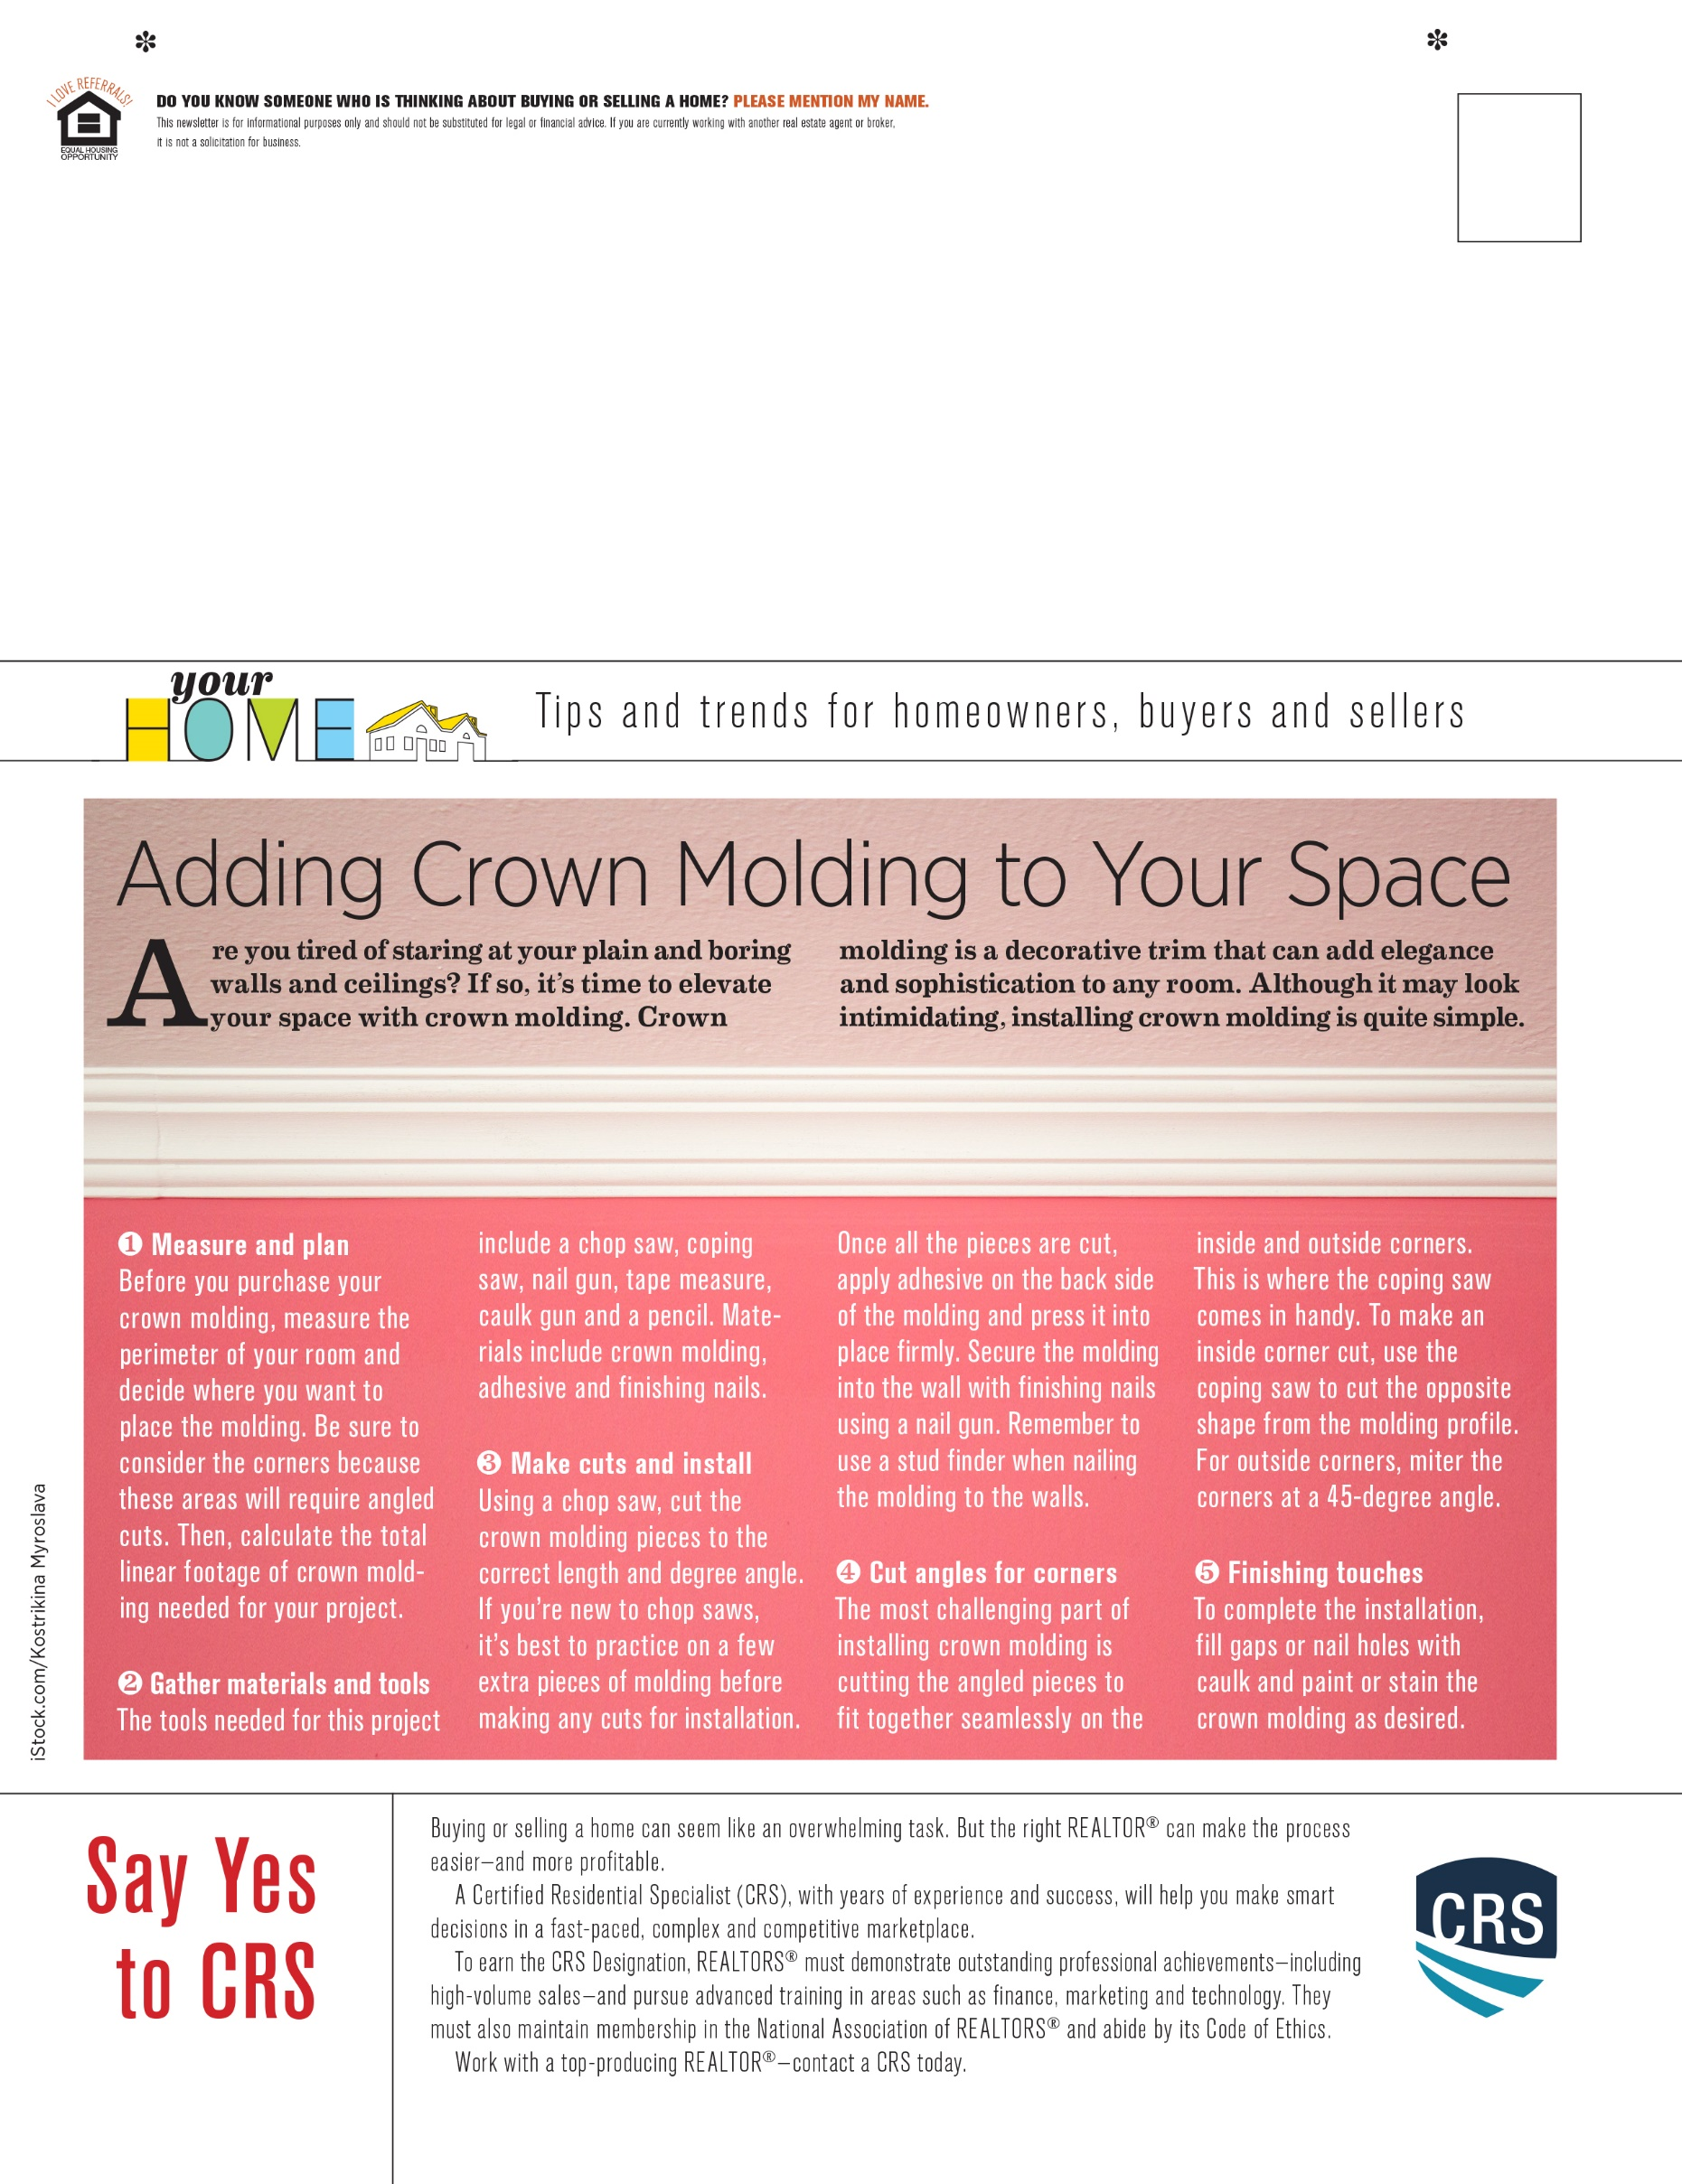 *
*
I LOVE REFERRALS!
EQUAL HOUSING
OPPORTUNITY
DO YOU KNOW SOMEONE WHO IS THINKING ABOUT BUYING OR SELLING A HOME? PLEASE MENTION MY NAME.
This newsletter is for informational purposes only and should not be substituted for legal or financial advice. If you are currently working with another real estate agent or broker,
it is not a solicitation for business.
your
HOME
Tips and trends for homeowners, buyers and sellers
Adding Crown Molding to Your Space
Are you tired of staring at your plain and boring
walls and ceilings? If so, it’s time to elevate
your space with crown molding. Crown
molding is a decorative trim that can add elegance
and sophistication to any room. Although it may look
intimidating, installing crown molding is quite simple.
❶ Measure and plan
Before you purchase your
crown molding, measure the
perimeter of your room and
decide where you want to
place the molding. Be sure to
consider the corners because
these areas will require angled
cuts. Then, calculate the total
linear footage of crown mold-
ing needed for your project.
❷ Gather materials and tools
The tools needed for this project
include a chop saw, coping
saw, nail gun, tape measure,
caulk gun and a pencil. Mate-
rials include crown molding,
adhesive and finishing nails.
❸ Make cuts and install
Using a chop saw, cut the
crown molding pieces to the
correct length and degree angle.
If you’re new to chop saws,
it’s best to practice on a few
extra pieces of molding before
making any cuts for installation.
Once all the pieces are cut,
apply adhesive on the back side
of the molding and press it into
place firmly. Secure the molding
into the wall with finishing nails
using a nail gun. Remember to
use a stud finder when nailing
the molding to the walls.
❹ Cut angles for corners
The most challenging part of
installing crown molding is
cutting the angled pieces to
fit together seamlessly on the
inside and outside corners.
This is where the coping saw
comes in handy. To make an
inside corner cut, use the
coping saw to cut the opposite
shape from the molding profile.
For outside corners, miter the
corners at a 45-degree angle.
❺ Finishing touches
To complete the installation,
fill gaps or nail holes with
caulk and paint or stain the
crown molding as desired.
iStock.com/Kostrikina Myroslava
Say Yes
to CRS
Buying or selling a home can seem like an overwhelming task. But the right REALTOR® can make the process
easier—and more profitable.
A Certified Residential Specialist (CRS), with years of experience and success, will help you make smart
decisions in a fast-paced, complex and competitive marketplace.
To earn the CRS Designation, REALTORS® must demonstrate outstanding professional achievements—including
high-volume sales—and pursue advanced training in areas such as finance, marketing and technology. They
must also maintain membership in the National Association of REALTORS® and abide by its Code of Ethics.
Work with a top-producing REALTOR®—contact a CRS today.
CRS